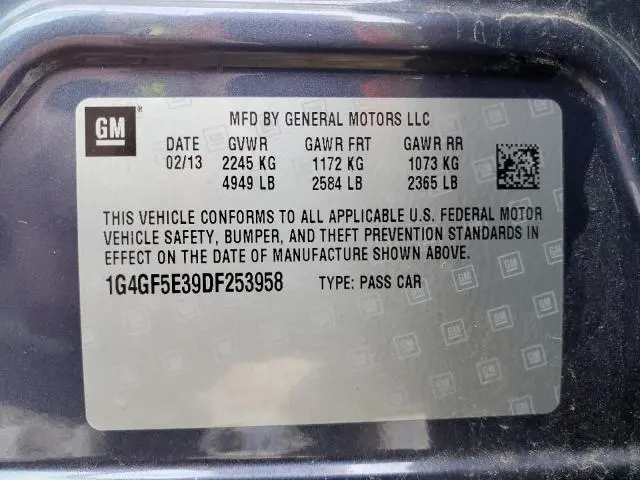 GM ®
MFD BY GENERAL MOTORS LLC
DATE GVWR GAWR FRT GAWR RR
02/13 2245 KG 1172 KG 1073 KG
4949 LB 2584 LB 2365 LB
THIS VEHICLE CONFORMS TO ALL APPLICABLE U.S. FEDERAL MOTOR
VEHICLE SAFETY, BUMPER, AND THEFT PREVENTION STANDARDS IN
EFFECT ON THE DATE OF MANUFACTURE SHOWN ABOVE.
1G4GF5E39DF253958 TYPE: PASS CAR